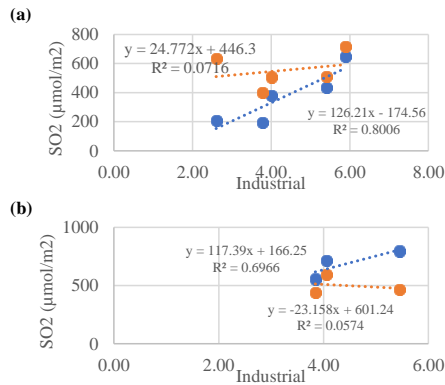 (a)
800
y = 24.772x + 446.3
R² = 0.0716
600
400
y = 126.21x - 174.56
R² = 0.8006
200
0
SO2 (µmol/m2)
0.00 2.00 4.00 6.00 8.00
Industrial
(b)
1000
y = 117.39x + 166.25
R² = 0.6966
500
y = -23.158x + 601.24
R² = 0.0574
0
SO2 (µmol/m2)
0.00 2.00 4.00 6.00
Industrial